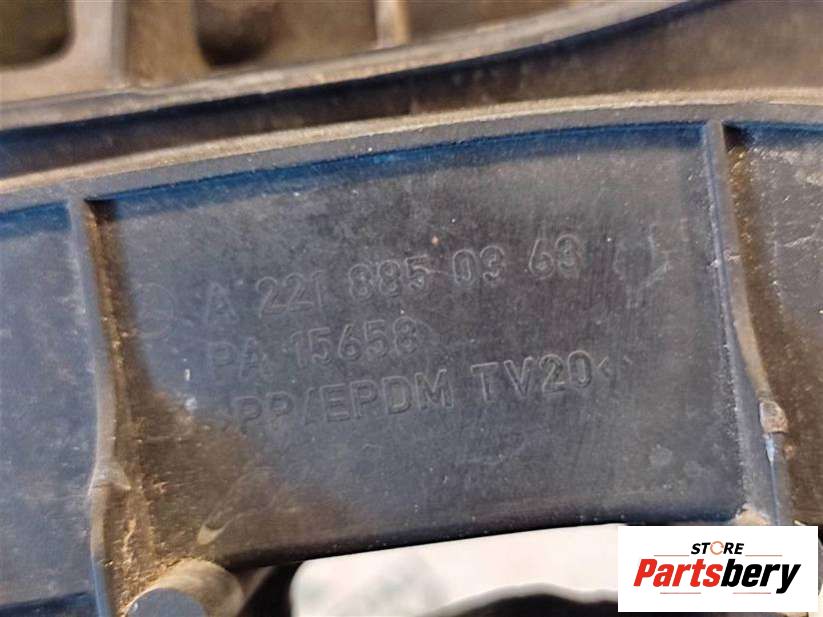 A 221 885 03 63
PA 15658
>PP/EPDM TV20<
STORE
Partsbery